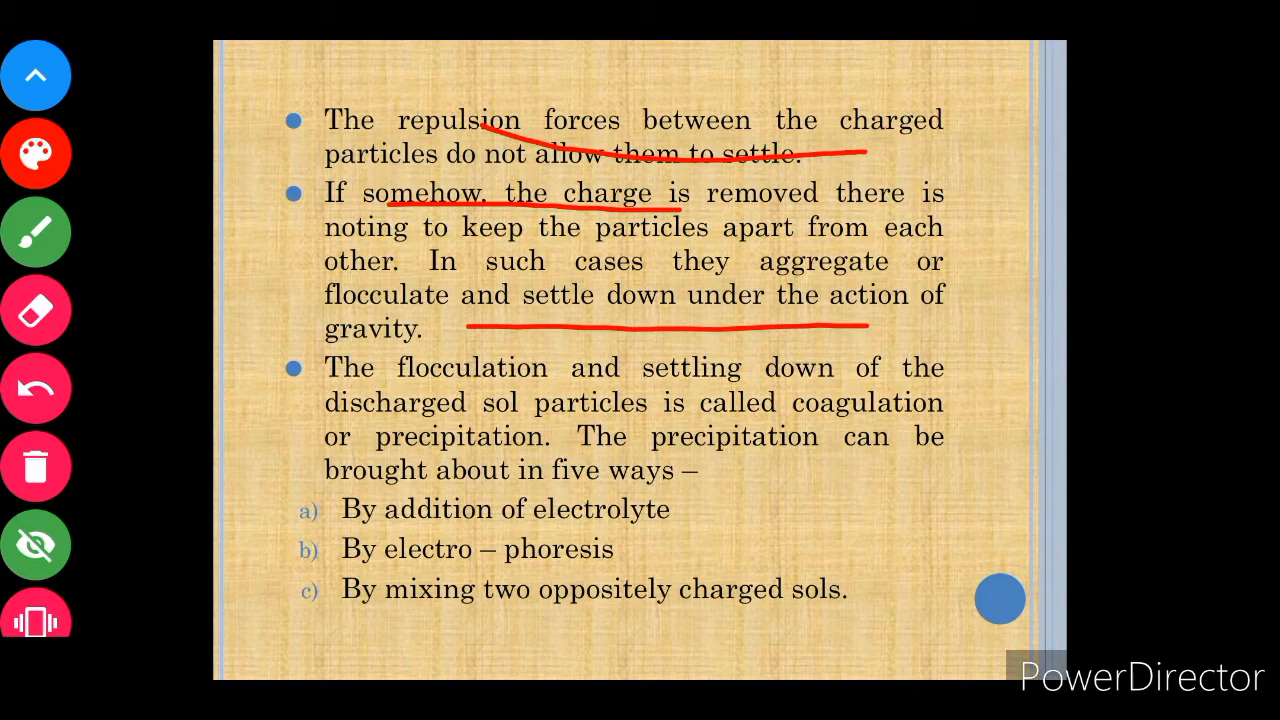 The repulsion forces between the charged
particles do not allow them to settle.
If somehow, the charge is removed there is
noting to keep the particles apart from each
other. In such cases they aggregate or
flocculate and settle down under the action of
gravity.
The flocculation and settling down of the
discharged sol particles is called coagulation
or precipitation. The precipitation can be
brought about in five ways –
a) By addition of electrolyte
b) By electro – phoresis
c) By mixing two oppositely charged sols.
PowerDirector